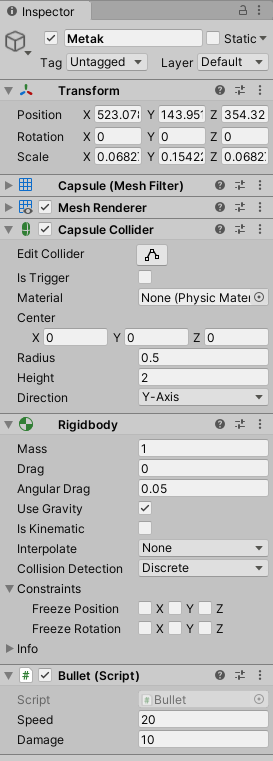 Inspector
Metak
Static
Tag Untagged Layer Default
Transform
Position X 523.078 Y 143.951 Z 354.32
Rotation X 0 Y 0 Z 0
Scale X 0.0682 Y 0.1542 Z 0.0682
Capsule (Mesh Filter)
Mesh Renderer
Capsule Collider
Edit Collider
Is Trigger
Material None (Physic Mater
Center
X 0 Y 0 Z 0
Radius 0.5
Height 2
Direction Y-Axis
Rigidbody
Mass 1
Drag 0
Angular Drag 0.05
Use Gravity
Is Kinematic
Interpolate None
Collision Detection Discrete
Constraints
Freeze Position X Y Z
Freeze Rotation X Y Z
Info
Bullet (Script)
Script Bullet
Speed 20
Damage 10